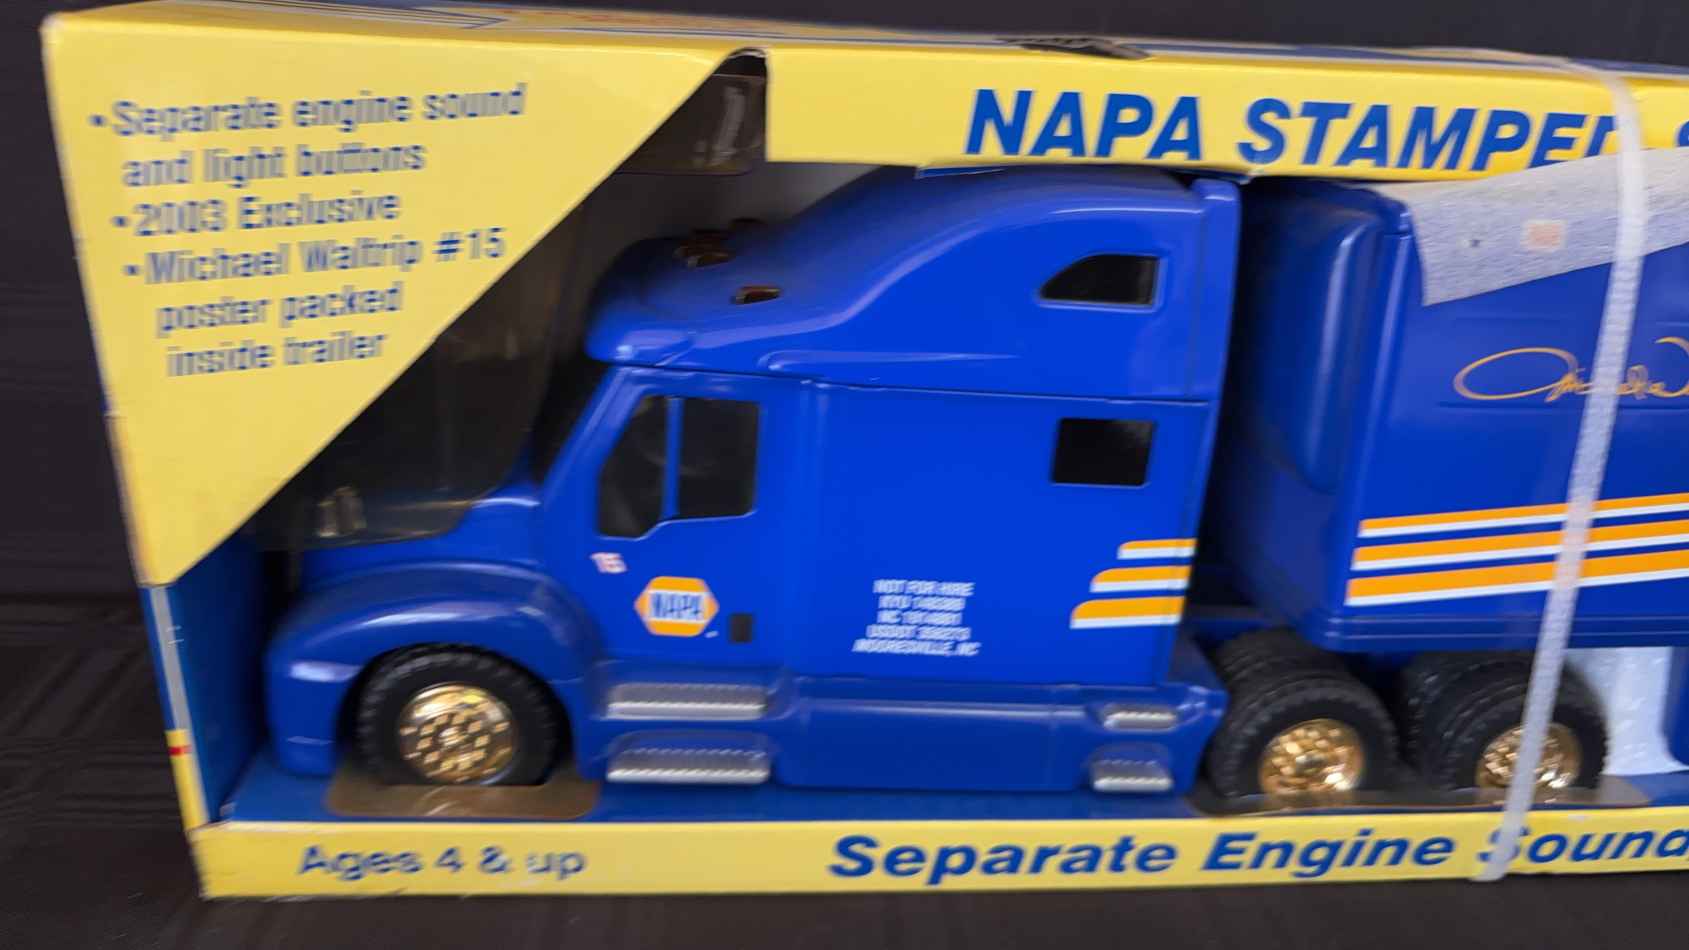 •Separate engine sound
and light buttons
•2003 Exclusive
•Michael Waltrip #15
poster packed
inside trailer
NAPA STAMPED
15
NAPA
NOT FOR HIRE
MOORESVILLE, NC
Ages 4 & up
Separate Engine Sound